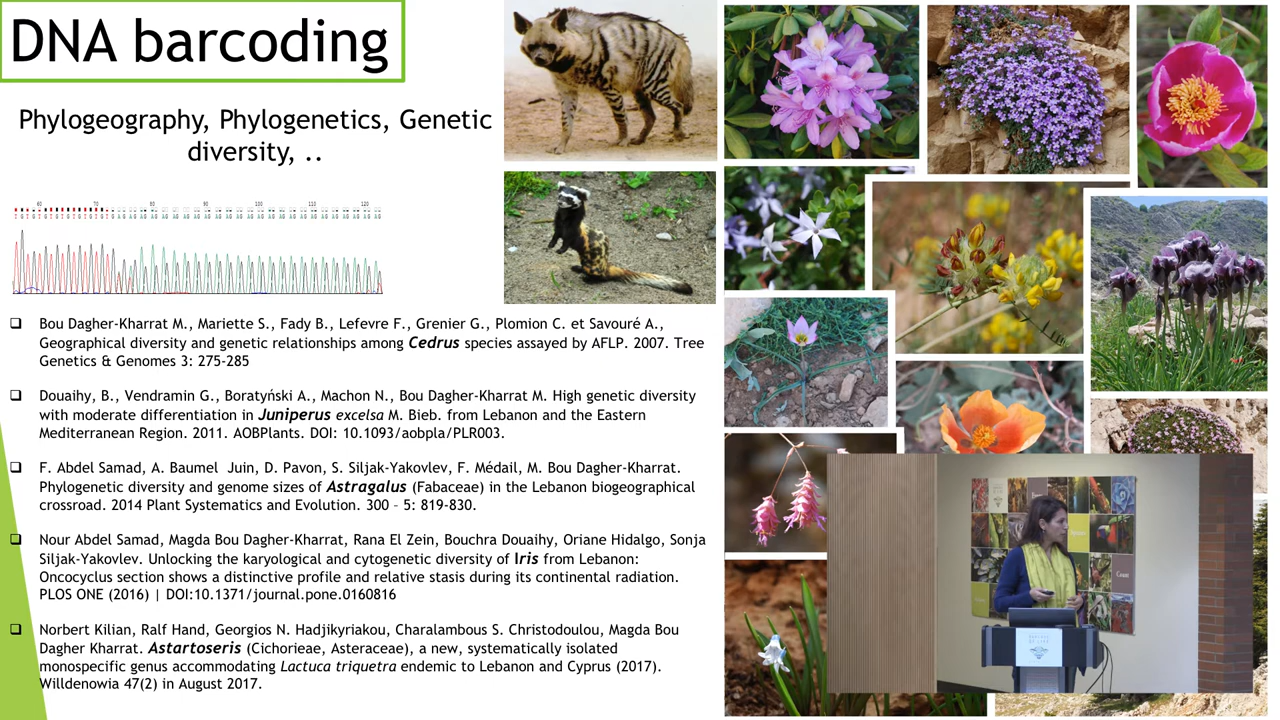 DNA barcoding
Phylogeography, Phylogenetics, Genetic
diversity, ..
60 70 80 90 100 110 120
❑ Bou Dagher-Kharrat M., Mariette S., Fady B., Lefevre F., Grenier G., Plomion C. et Savouré A.,
Geographical diversity and genetic relationships among Cedrus species assayed by AFLP. 2007. Tree
Genetics & Genomes 3: 275-285
❑ Douaihy, B., Vendramin G., Boratyński A., Machon N., Bou Dagher-Kharrat M. High genetic diversity
with moderate differentiation in Juniperus excelsa M. Bieb. from Lebanon and the Eastern
Mediterranean Region. 2011. AOBPlants. DOI: 10.1093/aobpla/PLR003.
❑ F. Abdel Samad, A. Baumel Juin, D. Pavon, S. Siljak-Yakovlev, F. Médail, M. Bou Dagher-Kharrat.
Phylogenetic diversity and genome sizes of Astragalus (Fabaceae) in the Lebanon biogeographical
crossroad. 2014 Plant Systematics and Evolution. 300 – 5: 819-830.
❑ Nour Abdel Samad, Magda Bou Dagher-Kharrat, Rana El Zein, Bouchra Douaihy, Oriane Hidalgo, Sonja
Siljak-Yakovlev. Unlocking the karyological and cytogenetic diversity of Iris from Lebanon:
Oncocyclus section shows a distinctive profile and relative stasis during its continental radiation.
PLOS ONE (2016) | DOI:10.1371/journal.pone.0160816
❑ Norbert Kilian, Ralf Hand, Georgios N. Hadjikyriakou, Charalambous S. Christodoulou, Magda Bou
Dagher Kharrat. Astartoseris (Cichorieae, Asteraceae), a new, systematically isolated
monospecific genus accommodating Lactuca triquetra endemic to Lebanon and Cyprus (2017).
Willdenowia 47(2) in August 2017.